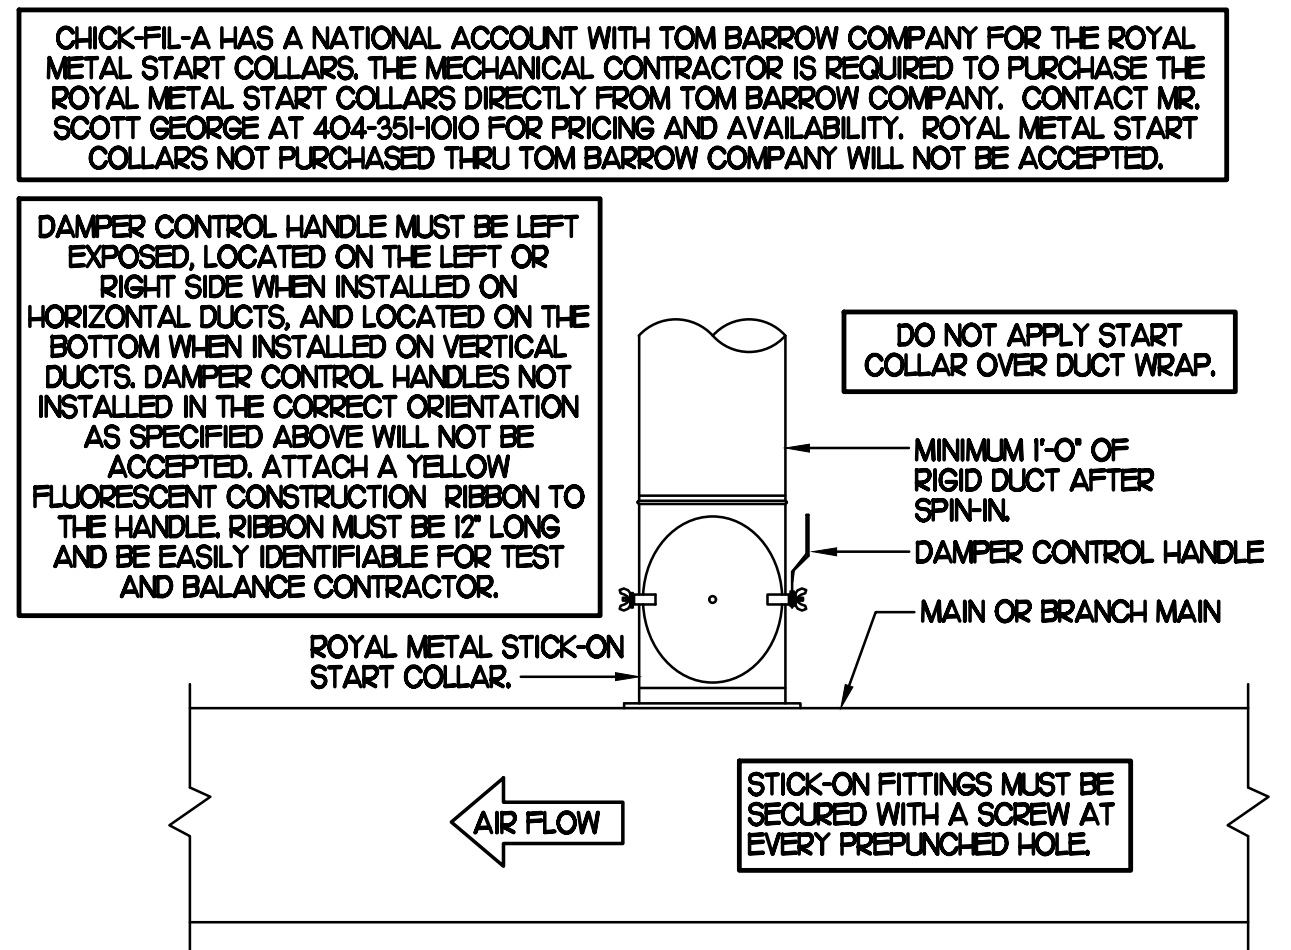 CHICK-FIL-A HAS A NATIONAL ACCOUNT WITH TOM BARROW COMPANY FOR THE ROYAL
METAL START COLLARS. THE MECHANICAL CONTRACTOR IS REQUIRED TO PURCHASE THE
ROYAL METAL START COLLARS DIRECTLY FROM TOM BARROW COMPANY. CONTACT MR.
SCOTT GEORGE AT 404-351-1010 FOR PRICING AND AVAILABILITY. ROYAL METAL START
COLLARS NOT PURCHASED THRU TOM BARROW COMPANY WILL NOT BE ACCEPTED.
DAMPER CONTROL HANDLE MUST BE LEFT
EXPOSED, LOCATED ON THE LEFT OR
RIGHT SIDE WHEN INSTALLED ON
HORIZONTAL DUCTS, AND LOCATED ON THE
BOTTOM WHEN INSTALLED ON VERTICAL
DUCTS. DAMPER CONTROL HANDLES NOT
INSTALLED IN THE CORRECT ORIENTATION
AS SPECIFIED ABOVE WILL NOT BE
ACCEPTED. ATTACH A YELLOW
FLUORESCENT CONSTRUCTION RIBBON TO
THE HANDLE. RIBBON MUST BE 12" LONG
AND BE EASILY IDENTIFIABLE FOR TEST
AND BALANCE CONTRACTOR.
DO NOT APPLY START
COLLAR OVER DUCT WRAP.
MINIMUM 1'-0" OF
RIGID DUCT AFTER
SPIN-IN.
DAMPER CONTROL HANDLE
MAIN OR BRANCH MAIN
ROYAL METAL STICK-ON
START COLLAR.
AIR FLOW
STICK-ON FITTINGS MUST BE
SECURED WITH A SCREW AT
EVERY PREPUNCHED HOLE.